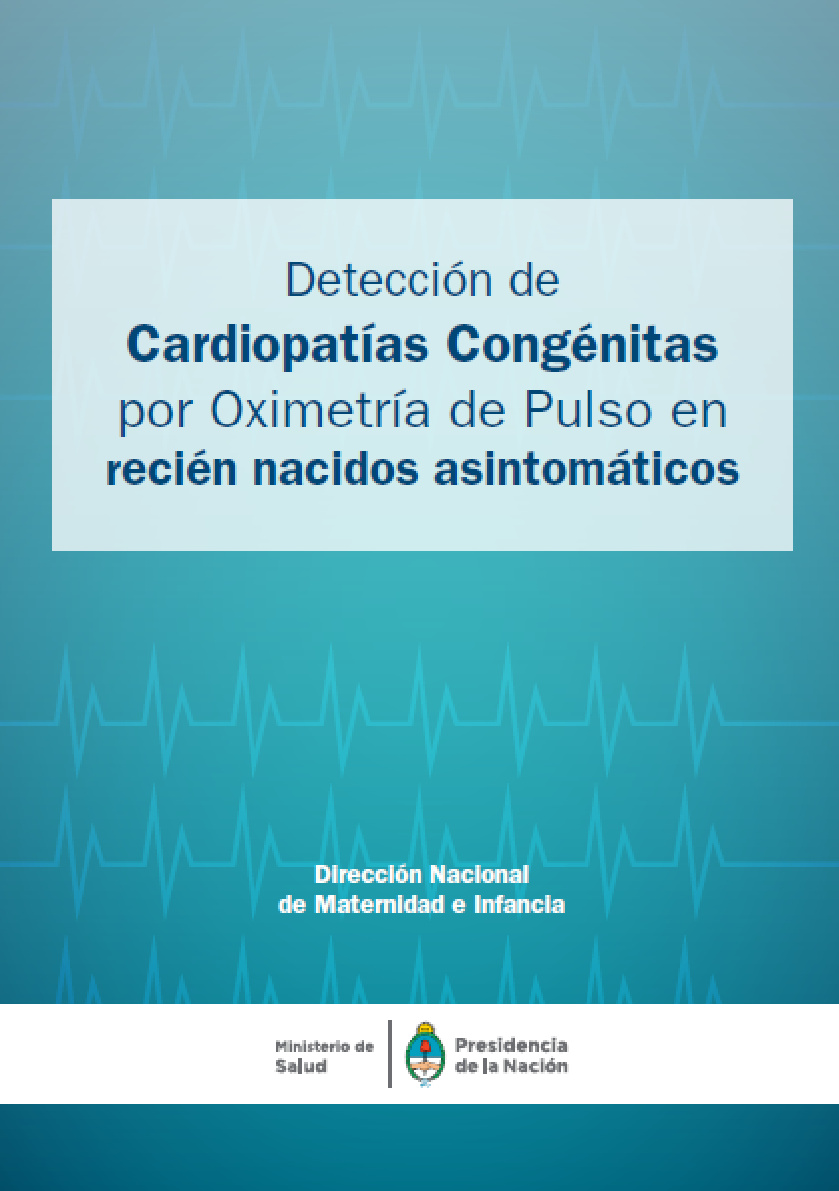 Detección de
Cardiopatías Congénitas
por Oximetría de Pulso en
recién nacidos asintomáticos
Dirección Nacional
de Maternidad e Infancia
Ministerio de
Salud
Presidencia
de la Nación